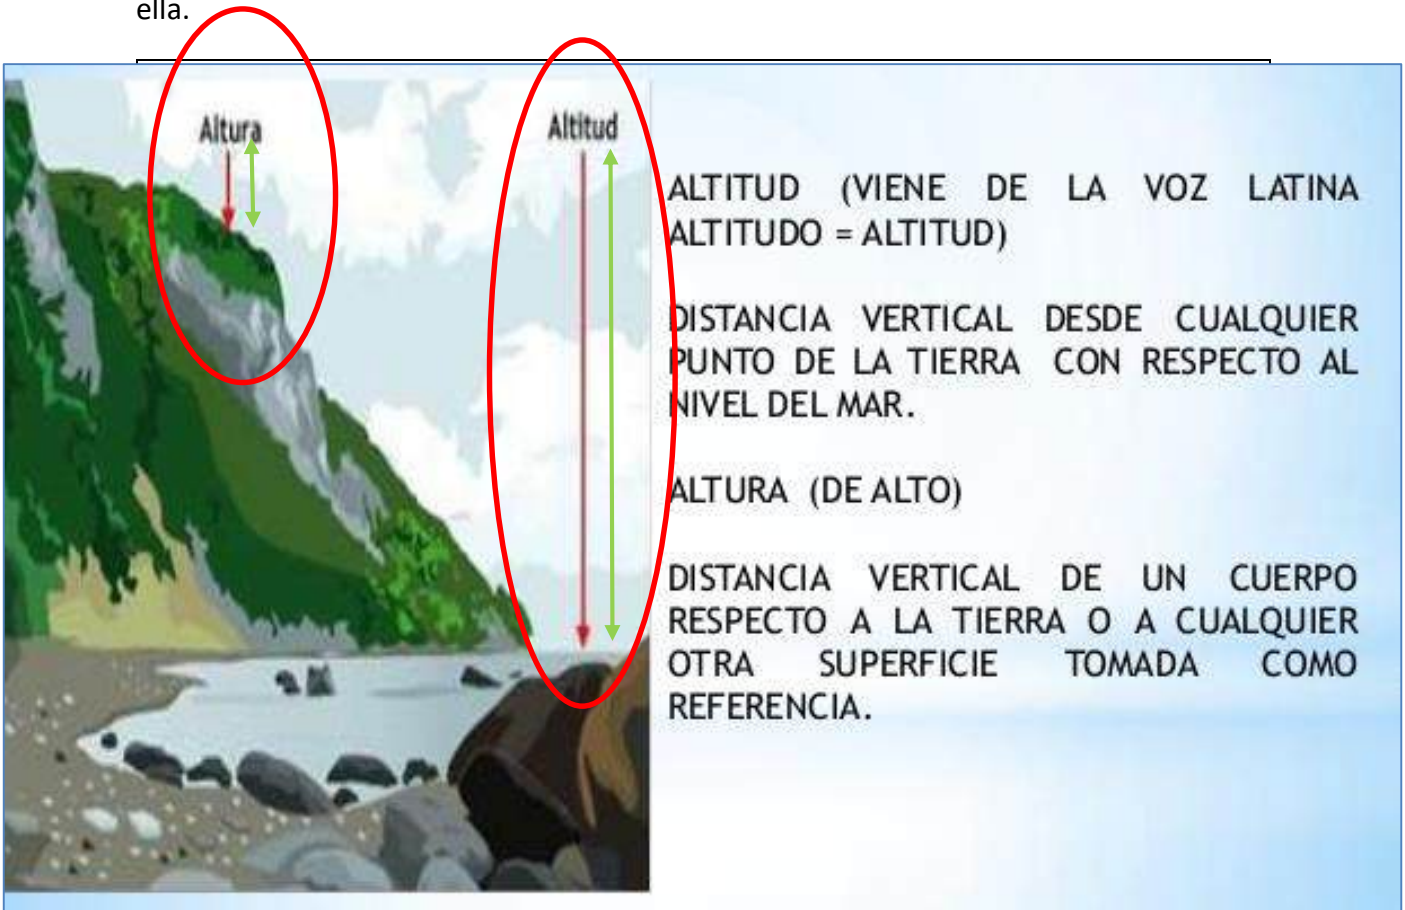 ella.
Altura
Altitud
ALTITUD (VIENE DE LA VOZ LATINA
ALTITUDO = ALTITUD)
DISTANCIA VERTICAL DESDE CUALQUIER
PUNTO DE LA TIERRA CON RESPECTO AL
NIVEL DEL MAR.
ALTURA (DE ALTO)
DISTANCIA VERTICAL DE UN CUERPO
RESPECTO A LA TIERRA O A CUALQUIER
OTRA SUPERFICIE TOMADA COMO
REFERENCIA.